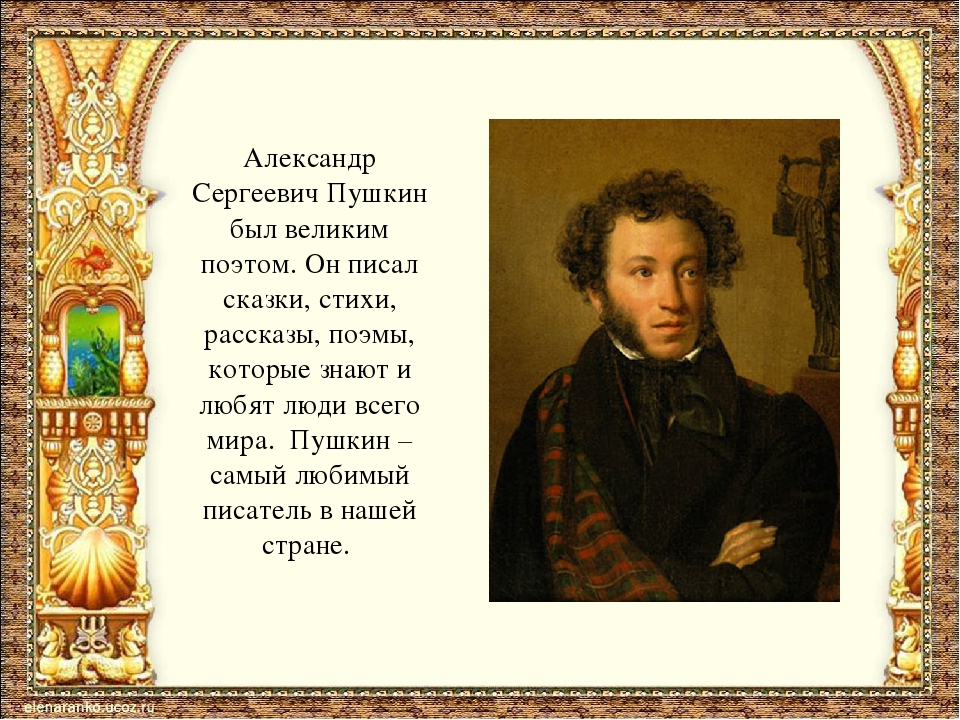 Александр
Сергеевич Пушкин
был великим
поэтом. Он писал
сказки, стихи,
рассказы, поэмы,
которые знают и
любят люди всего
мира.  Пушкин –
самый любимый
писатель в нашей
стране.
elenaranko.ucoz.ru